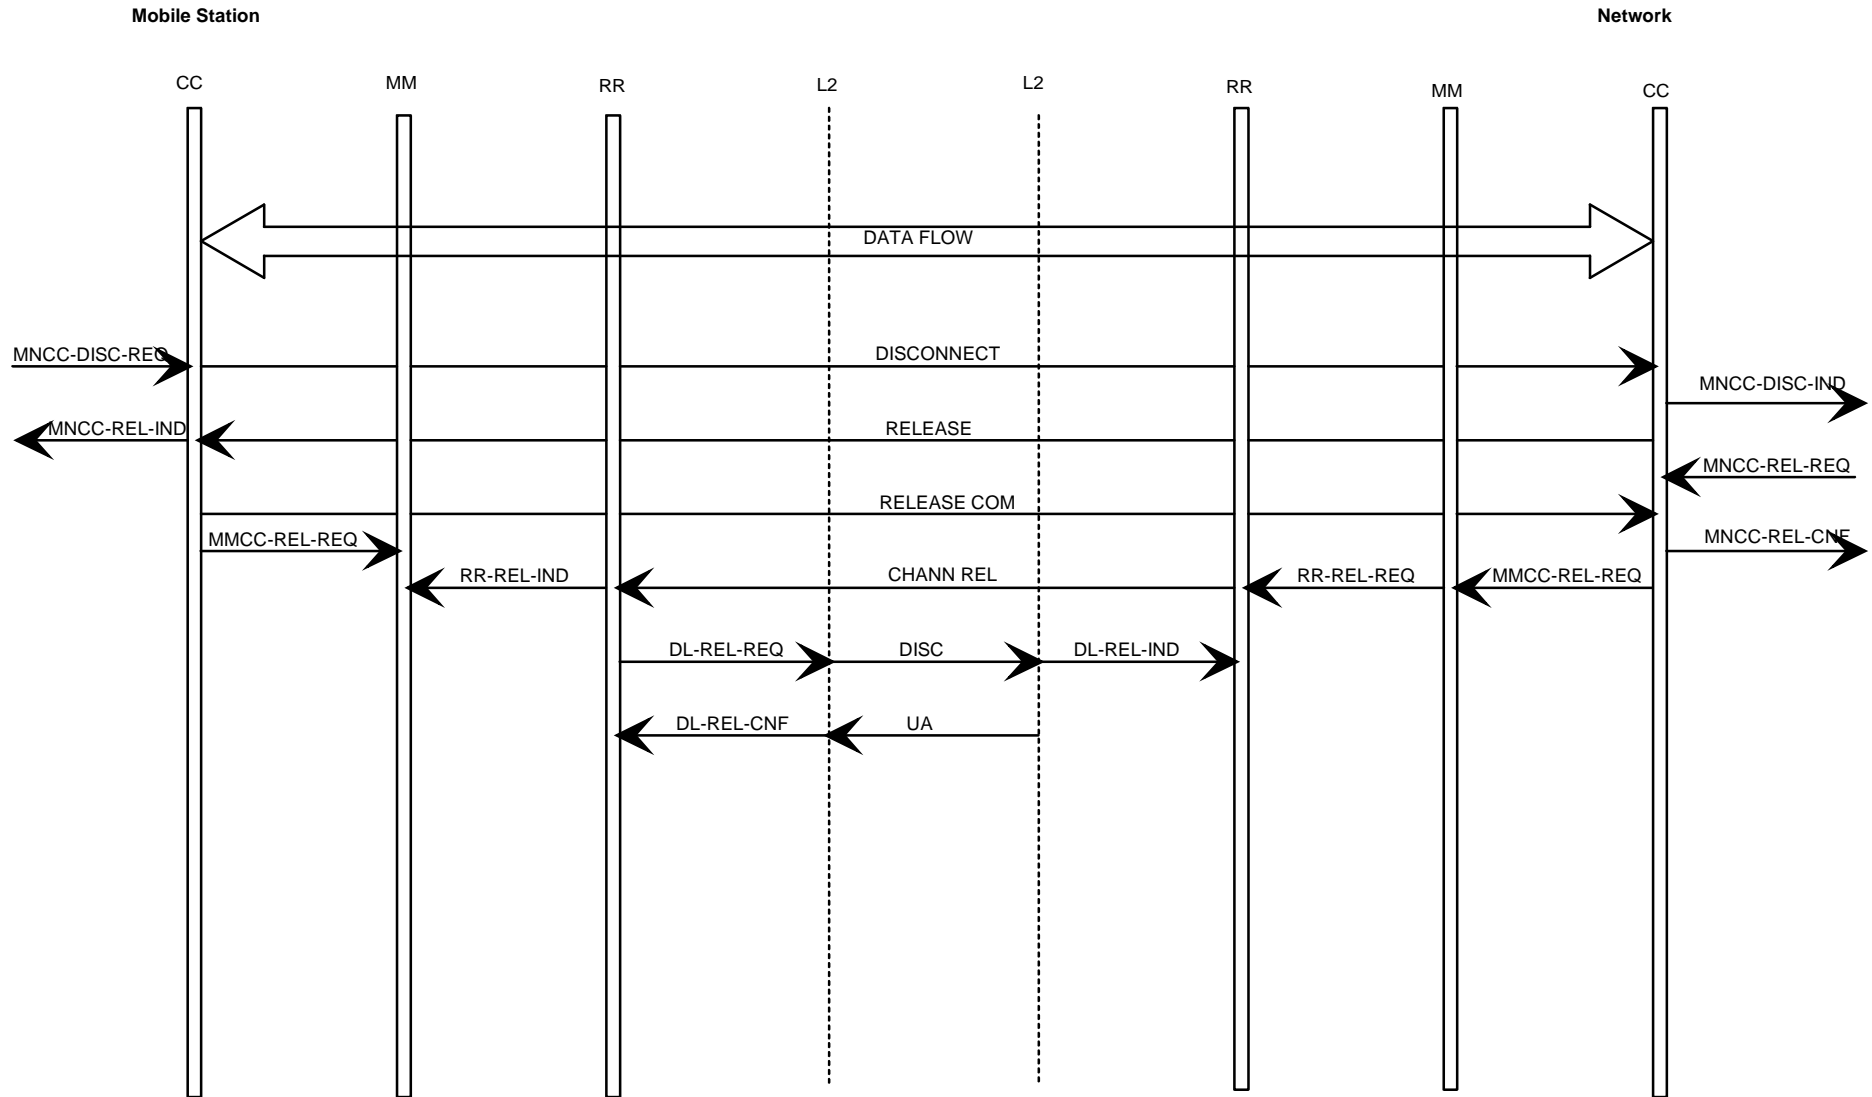 Mobile Station
Network
CC
MM
RR
L2
L2
RR
MM
CC
DATA FLOW
MNCC-DISC-REQ
DISCONNECT
MNCC-DISC-IND
MNCC-REL-IND
RELEASE
MNCC-REL-REQ
RELEASE COM
MMCC-REL-REQ
MNCC-REL-CNF
RR-REL-IND
CHANN REL
RR-REL-REQ
MMCC-REL-REQ
DL-REL-REQ
DISC
DL-REL-IND
DL-REL-CNF
UA